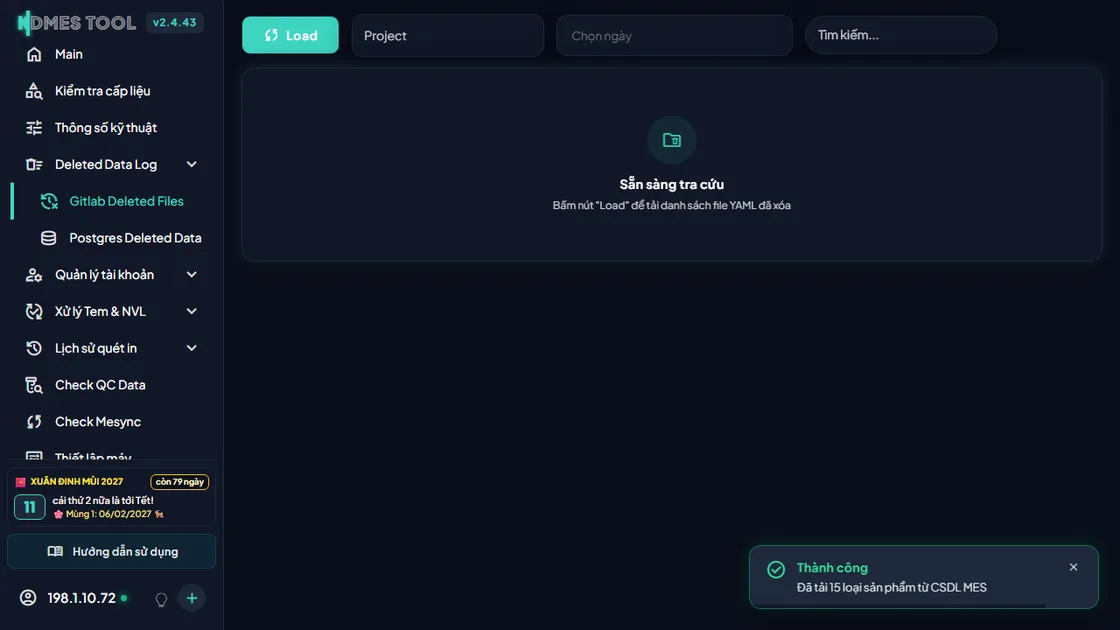 KDMES TOOL v2.4.43
Main
Kiểm tra cấp liệu
Thông số kỹ thuật
Deleted Data Log
Gitlab Deleted Files
Postgres Deleted Data
Quản lý tài khoản
Xử lý Tem & NVL
Lịch sử quét in
Check QC Data
Check Mesync
Thiết lập máy
XUÂN ĐINH MÙI 2027 còn 79 ngày
11 cái thứ 2 nữa là tới Tết!
Mùng 1: 06/02/2027
Hướng dẫn sử dụng
198.1.10.72
Load Project Chọn ngày Tìm kiếm...
Sẵn sàng tra cứu
Bấm nút "Load" để tải danh sách file YAML đã xóa
Thành công
Đã tải 15 loại sản phẩm từ CSDL MES